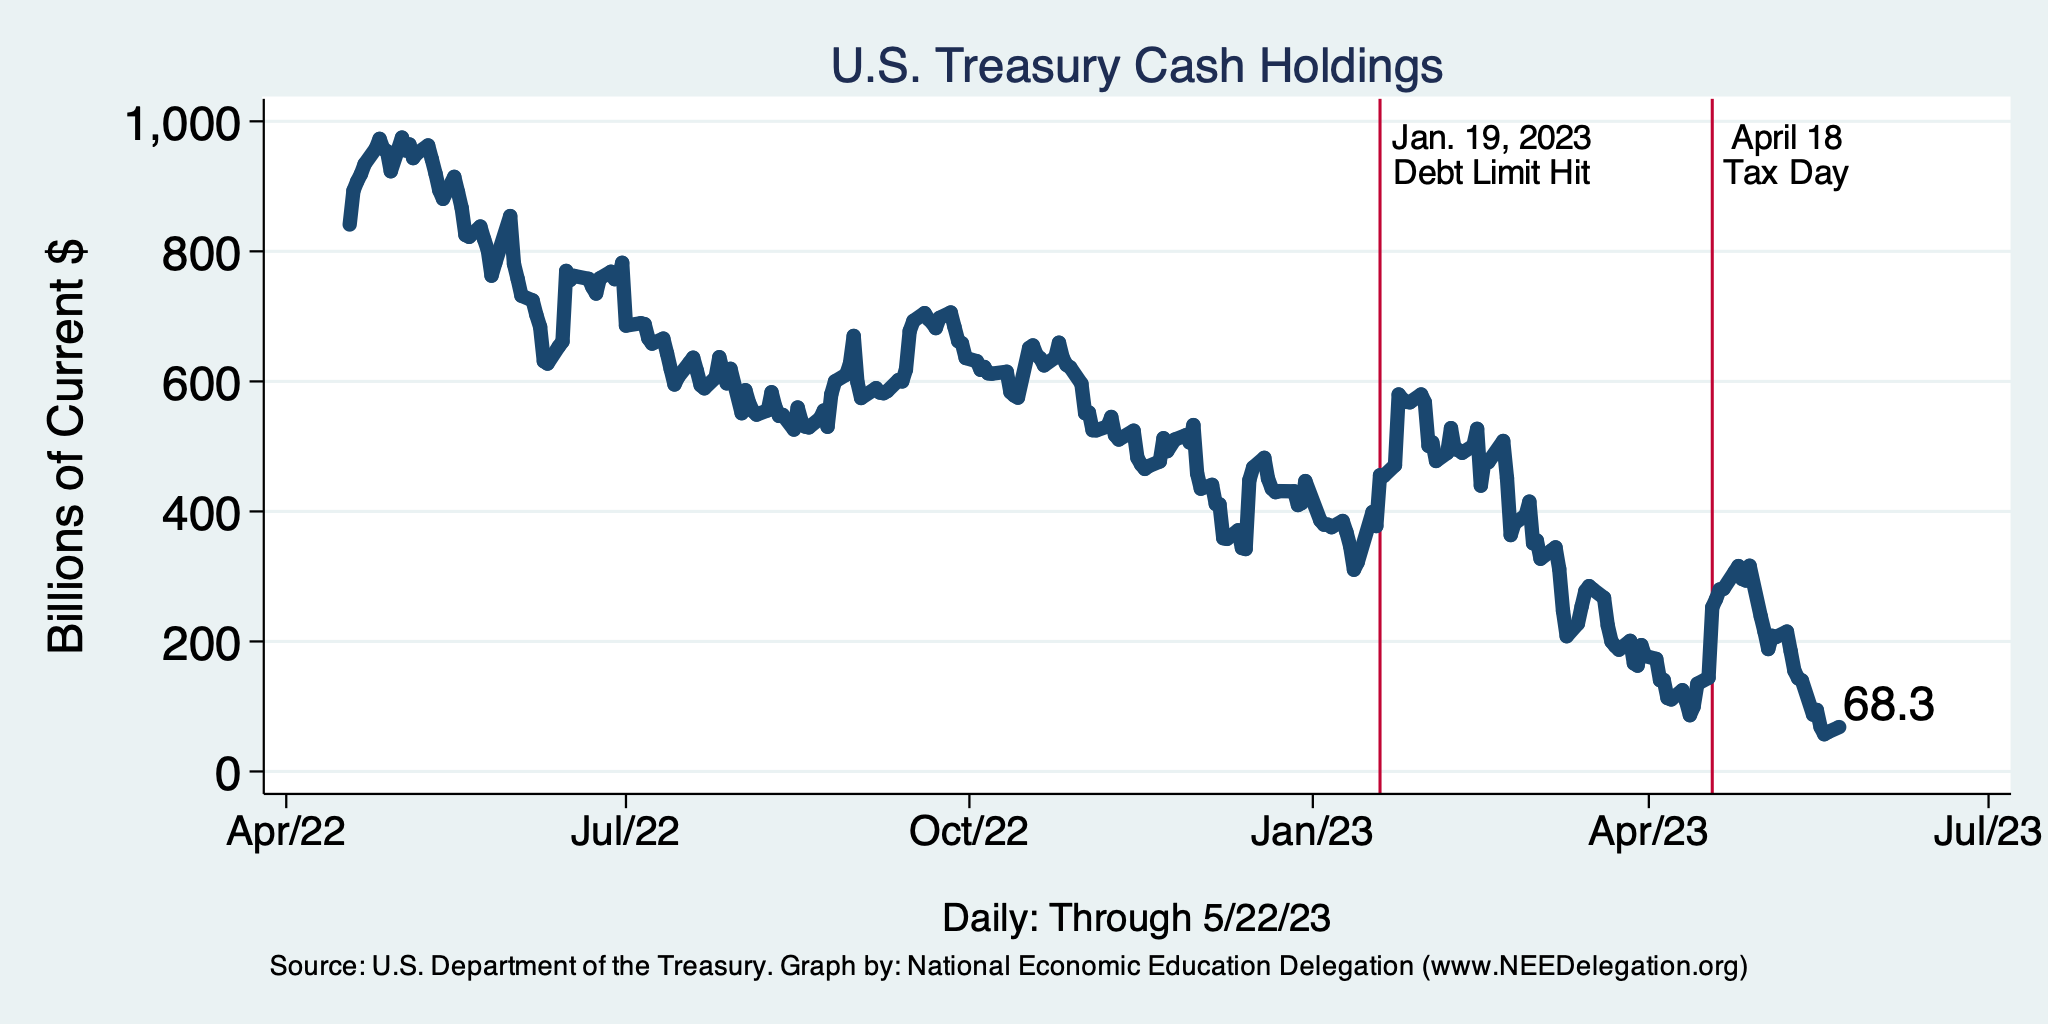 U.S. Treasury Cash Holdings
Billions of Current $
1,000
800
600
400
200
0
Jan. 19, 2023
Debt Limit Hit
April 18
Tax Day
68.3
Apr/22
Jul/22
Oct/22
Jan/23
Apr/23
Jul/23
Daily: Through 5/22/23
Source: U.S. Department of the Treasury. Graph by: National Economic Education Delegation (www.NEEDelegation.org)